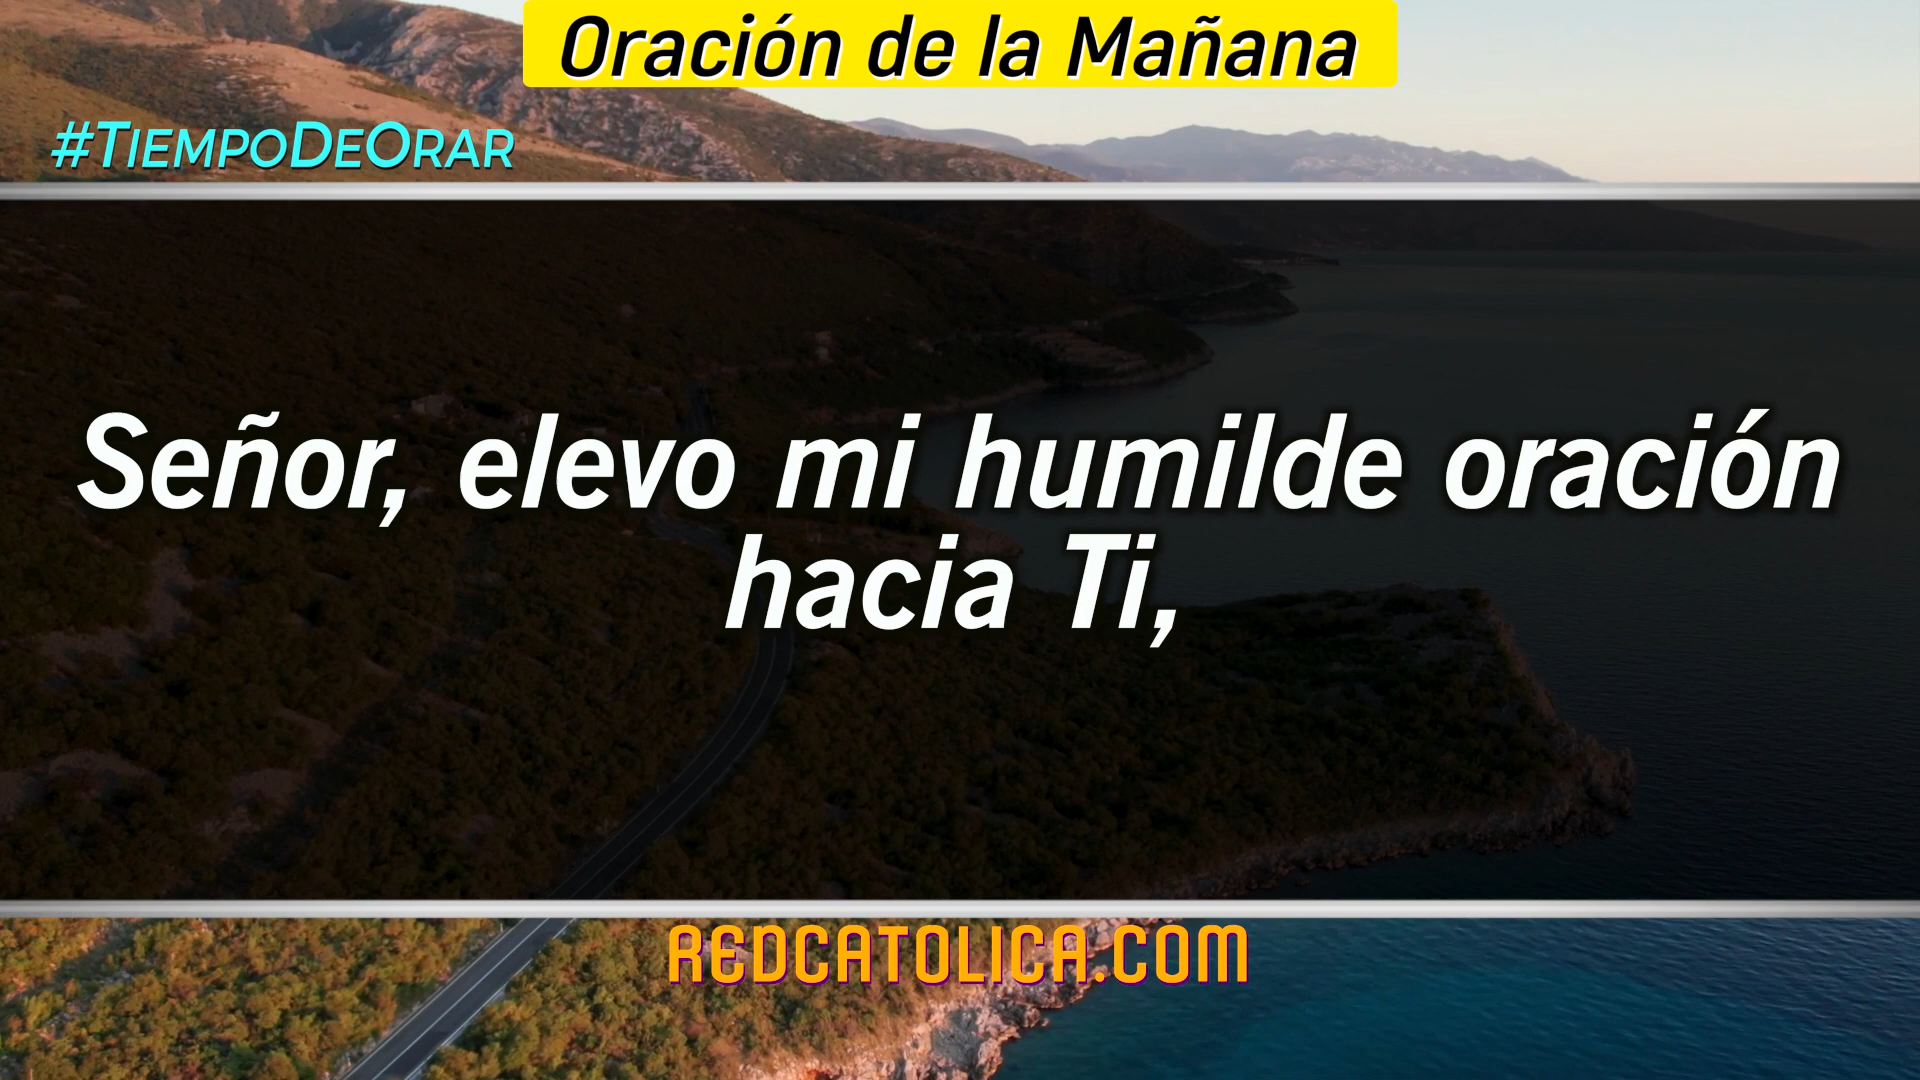 Oración de la Mañana
#TiempoDeOrar
Señor, elevo mi humilde oración
hacia Ti,
REDCATOLICA.COM